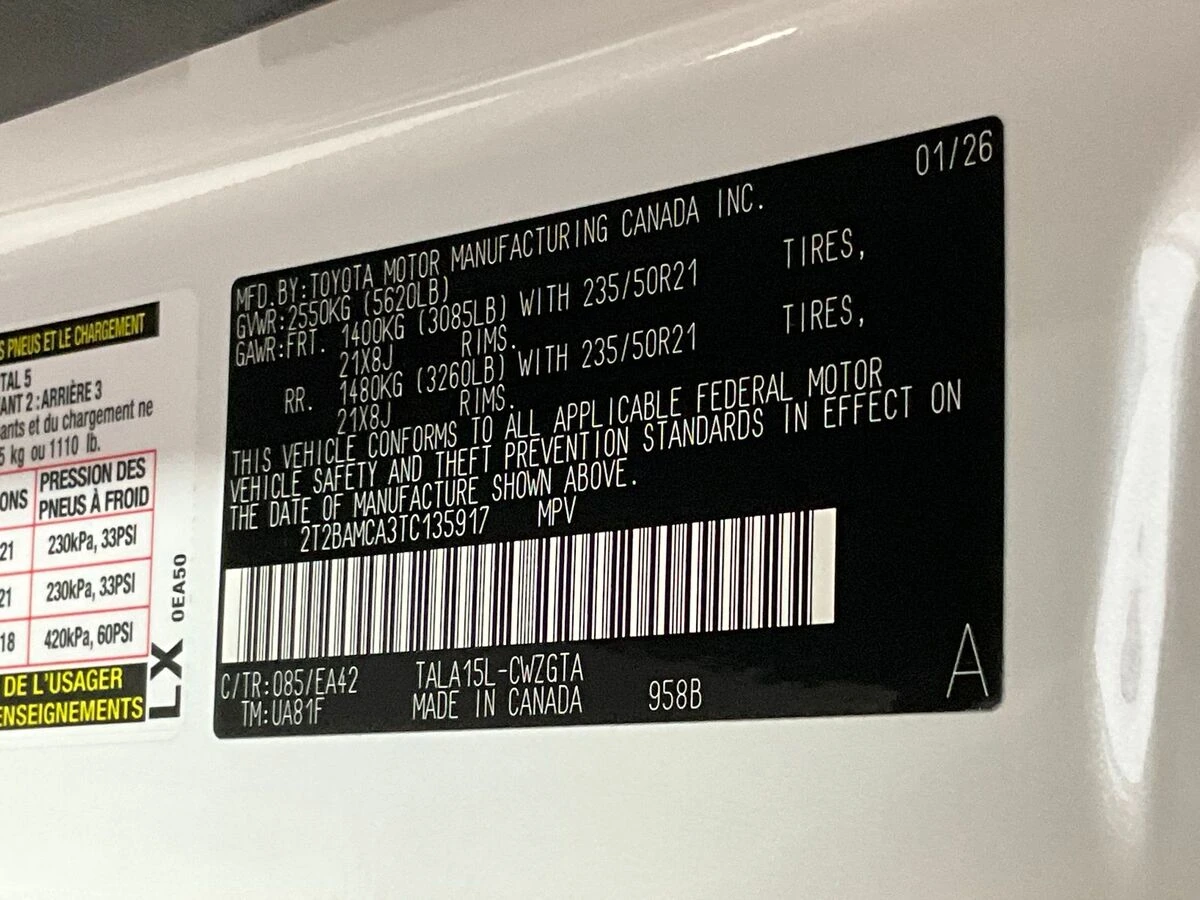 S PNEUS ET LE CHARGEMENT
TAL 5
ANT 2 : ARRIÈRE 3
ants et du chargement ne
5 kg ou 1110 lb.
ONS PRESSION DES PNEUS À FROID
21 230kPa, 33PSI
21 230kPa, 33PSI
18 420kPa, 60PSI
DE L'USAGER
ENSEIGNEMENTS
LX 0EA50
01/26
MFD.BY:TOYOTA MOTOR MANUFACTURING CANADA INC.
GVWR:2550KG (5620LB)
GAWR:FRT. 1400KG (3085LB) WITH 235/50R21 TIRES,
21X8J RIMS.
RR. 1480KG (3260LB) WITH 235/50R21 TIRES,
21X8J RIMS.
THIS VEHICLE CONFORMS TO ALL APPLICABLE FEDERAL MOTOR
VEHICLE SAFETY AND THEFT PREVENTION STANDARDS IN EFFECT ON
THE DATE OF MANUFACTURE SHOWN ABOVE.
2T2BAMCA3TC135917 MPV
C/TR:085/EA42 TALA15L-CWZGTA
TM:UA81F MADE IN CANADA 958B
A